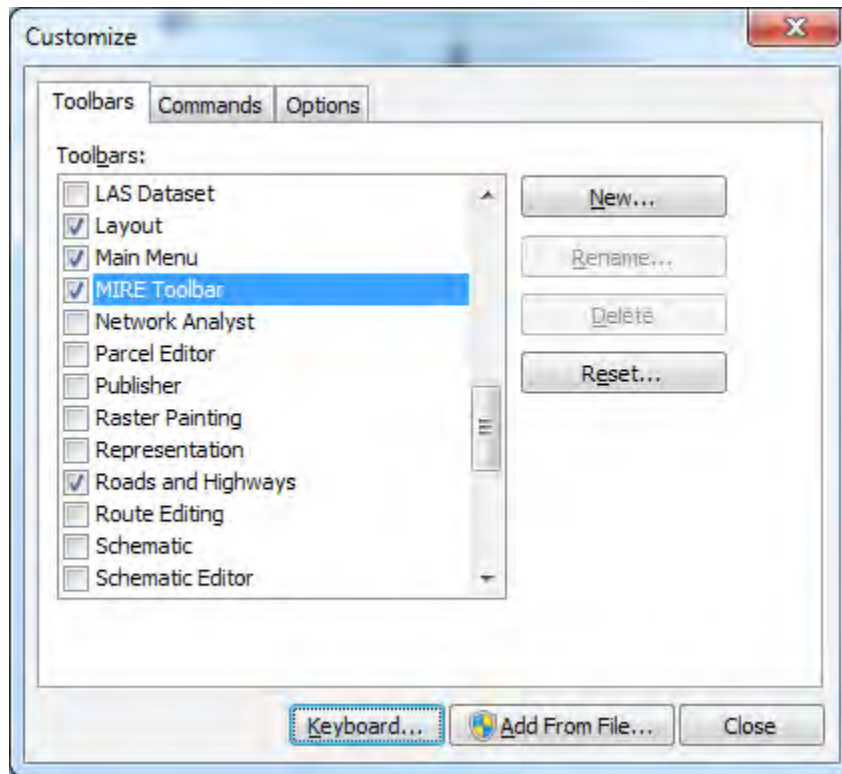 Customize
Toolbars Commands Options
Toolbars:
LAS Dataset
Layout
Main Menu
MIRE Toolbar
Network Analyst
Parcel Editor
Publisher
Raster Painting
Representation
Roads and Highways
Route Editing
Schematic
Schematic Editor
New...
Rename...
Delete
Reset...
Keyboard... Add From File... Close